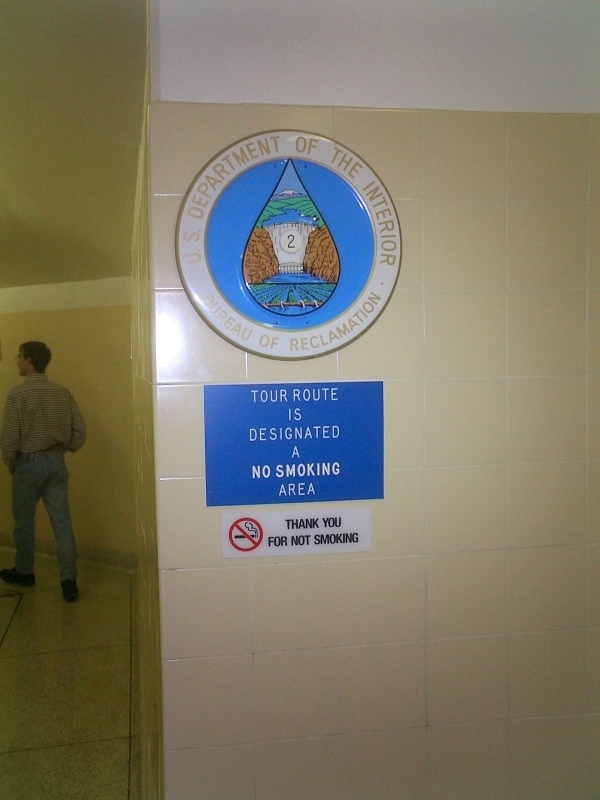 U. S. DEPARTMENT OF THE INTERIOR
2
BUREAU OF RECLAMATION
TOUR ROUTE
IS
DESIGNATED
A
NO SMOKING
AREA
THANK YOU
FOR NOT SMOKING